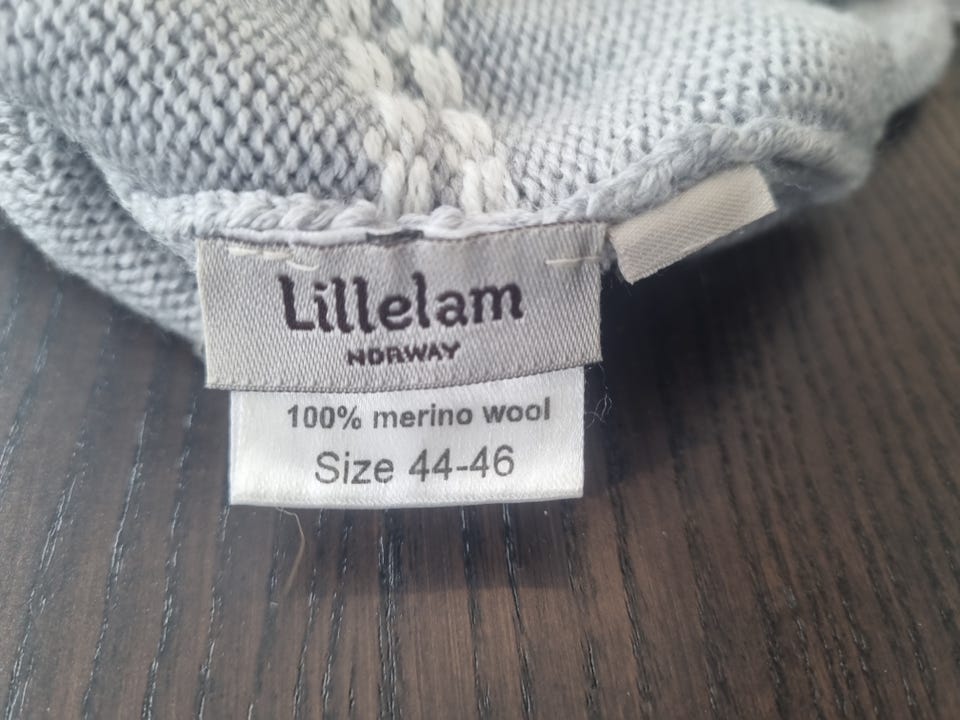 Lillelam
NORWAY
100% merino wool
Size 44-46